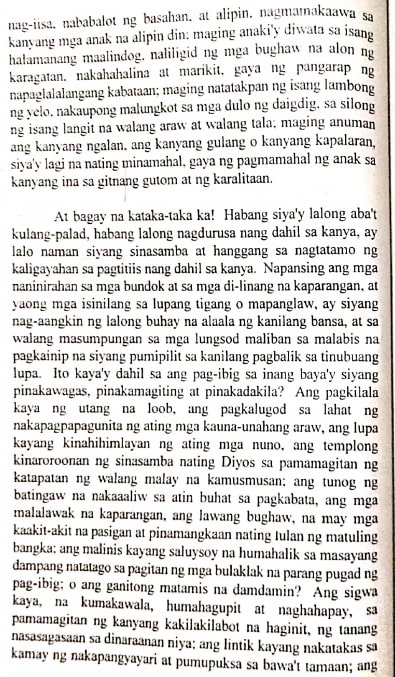 nag-iisa, nababalot ng basahan, at alipin, nagmamakaawa sa
kanyang mga anak na alipin din; maging anaki'y diwata sa isang
halamanang maalindog, naliligid ng mga bughaw na alon ng
karagatan, nakahahalina at marikit, gaya ng pangarap ng
napaglalalangang kabataan; maging natatakpan ng isang lambong
ng yelo, nakaupong malungkot sa mga dulo ng daigdig, sa silong
ng isang langit na walang araw at walang tala; maging anuman
ang kanyang ngalan, ang kanyang gulang o kanyang kapalaran,
siya'y lagi na nating minamahal, gaya ng pagmamahal ng anak sa
kanyang ina sa gitnang gutom at ng karalitaan.
At bagay na kataka-taka ka! Habang siya'y lalong aba't
kulang-palad, habang lalong nagdurusa nang dahil sa kanya, ay
lalo naman siyang sinasamba at hanggang sa nagtatamo ng
kaligayahan sa pagtitiis nang dahil sa kanya. Napansing ang mga
naninirahan sa mga bundok at sa mga di-linang na kaparangan, at
yaong mga isinilang sa lupang tigang o mapanglaw, ay siyang
nag-aangkin ng lalong buhay na alaala ng kanilang bansa, at sa
walang masumpungan sa mga lungsod maliban sa malabis na
pagkainip na siyang pumipilit sa kanilang pagbalik sa tinubuang
lupa. Ito kaya'y dahil sa ang pag-ibig sa inang baya'y siyang
pinakawagas, pinakamagiting at pinakadakila? Ang pagkilala
kaya ng utang na loob, ang pagkalugod sa lahat ng
nakapagpapagunita ng ating mga kauna-unahang araw, ang lupa
kayang kinahihimlayan ng ating mga nuno, ang templong
kinaroroonan ng sinasamba nating Diyos sa pamamagitan ng
katapatan ng walang malay na kamusmusan; ang tunog ng
batingaw na nakaaaliw sa atin buhat sa pagkabata, ang mga
malalawak na kaparangan, ang lawang bughaw, na may mga
kaakit-akit na pasigan at pinamangkaan nating lulan ng matuling
bangka; ang malinis kayang saluysoy na humahalik sa masayang
dampang natatago sa pagitan ng mga bulaklak na parang pugad ng
pag-ibig; o ang ganitong matamis na damdamin? Ang sigwa
kaya, na kumakawala, humahagupit at naghahapay, sa
pamamagitan ng kanyang kakilakilabot na haginit, ng tanang
nasasagasaan sa dinaraanan niya; ang lintik kayang nakatakas sa
kamay ng nakapangyayari at pumupuksa sa bawa't tamaan; ang